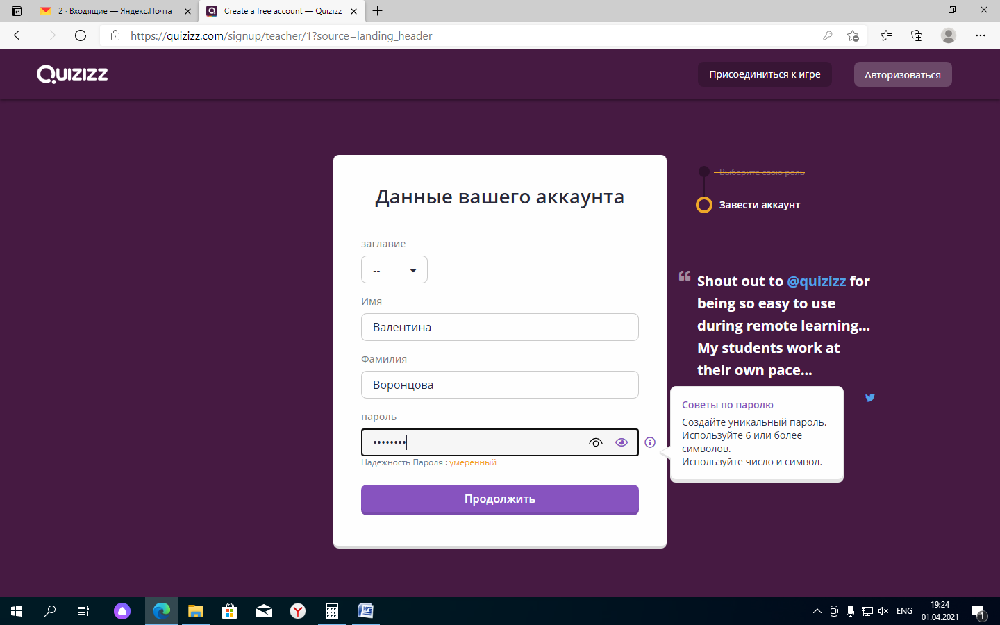 2 · Входящие — Яндекс.Почта
Create a free account — Quizizz
https://quizizz.com/signup/teacher/1?source=landing_header
QUIZIZZ
Присоединиться к игре
Авторизоваться
Выберите свою роль
Завести аккаунт
Данные вашего аккаунта
заглавие
--
Имя
Валентина
Фамилия
Воронцова
пароль
••••••••
Надежность Пароля : умеренный
Продолжить
Shout out to @quizizz for
being so easy to use
during remote learning...
My students work at
their own pace...
Советы по паролю
Создайте уникальный пароль.
Используйте 6 или более
символов.
Используйте число и символ.
ENG
19:24
01.04.2021
1